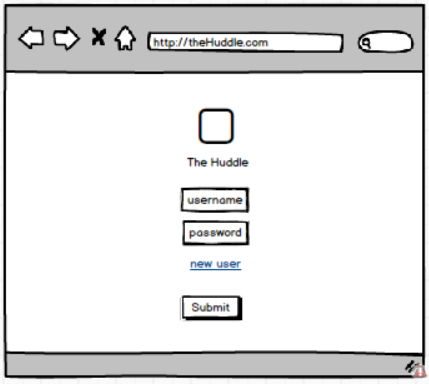 http://theHuddle.com
The Huddle
username
password
new user
Submit